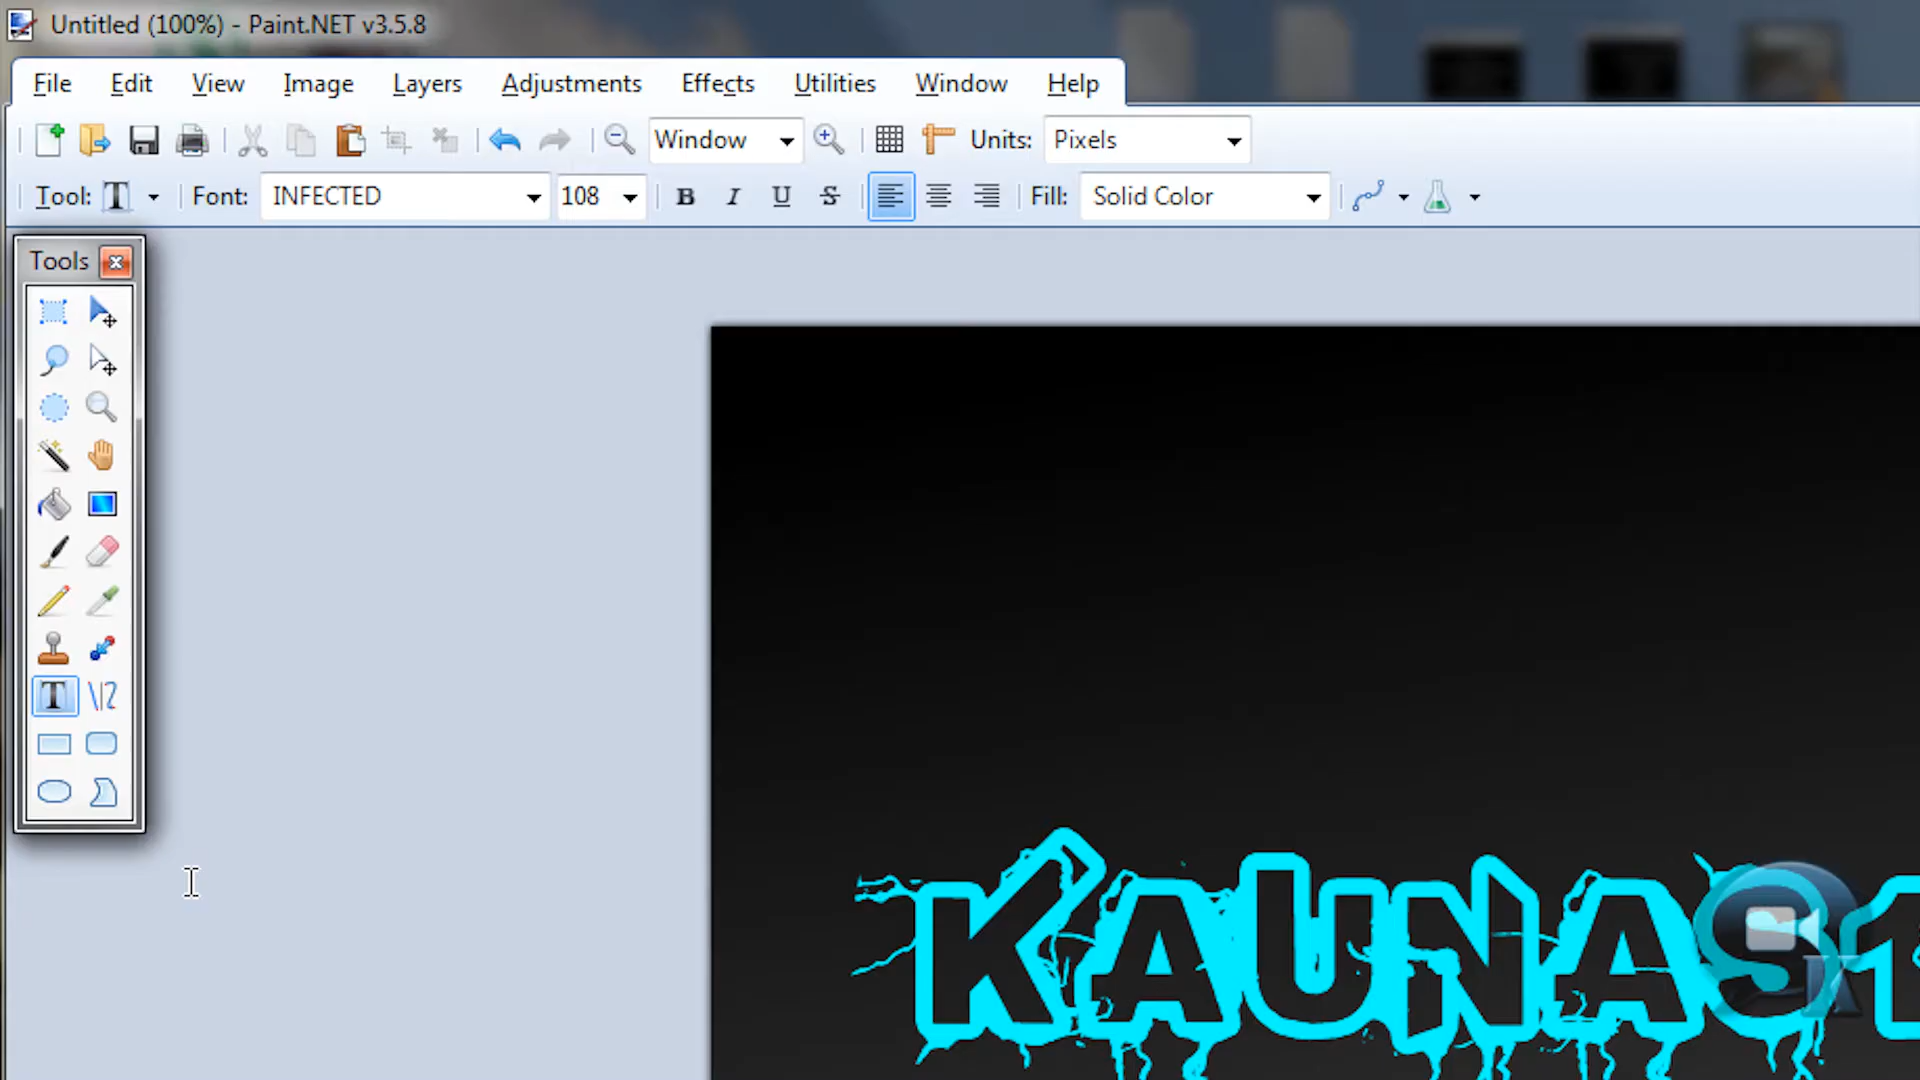 Untitled (100%) - Paint.NET v3.5.8
File Edit View Image Layers Adjustments Effects Utilities Window Help
Window Units: Pixels
Tool: T Font: INFECTED 108 B I U S Fill: Solid Color
Tools
T
KAUNAS